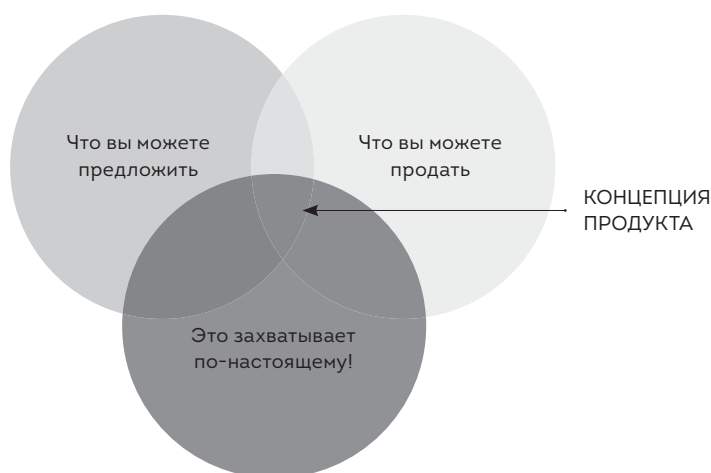 Что вы можете
предложить
Что вы можете
продать
КОНЦЕПЦИЯ
ПРОДУКТА
Это захватывает
по-настоящему!